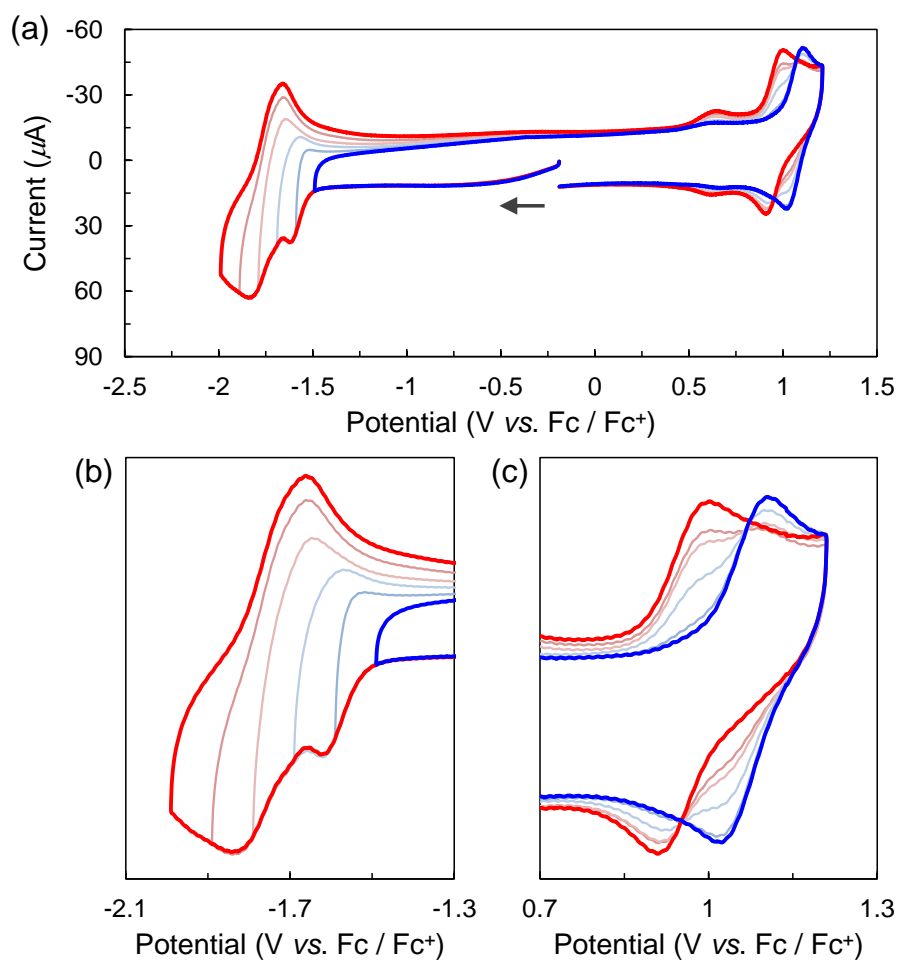 (a)
-60
-30
0
30
60
90
Current (μA)
-2.5 -2 -1.5 -1 -0.5 0 0.5 1 1.5
Potential (V vs. Fc / Fc⁺)
(b) (c)
-2.1 -1.7 -1.3 0.7 1 1.3
Potential (V vs. Fc / Fc⁺) Potential (V vs. Fc / Fc⁺)